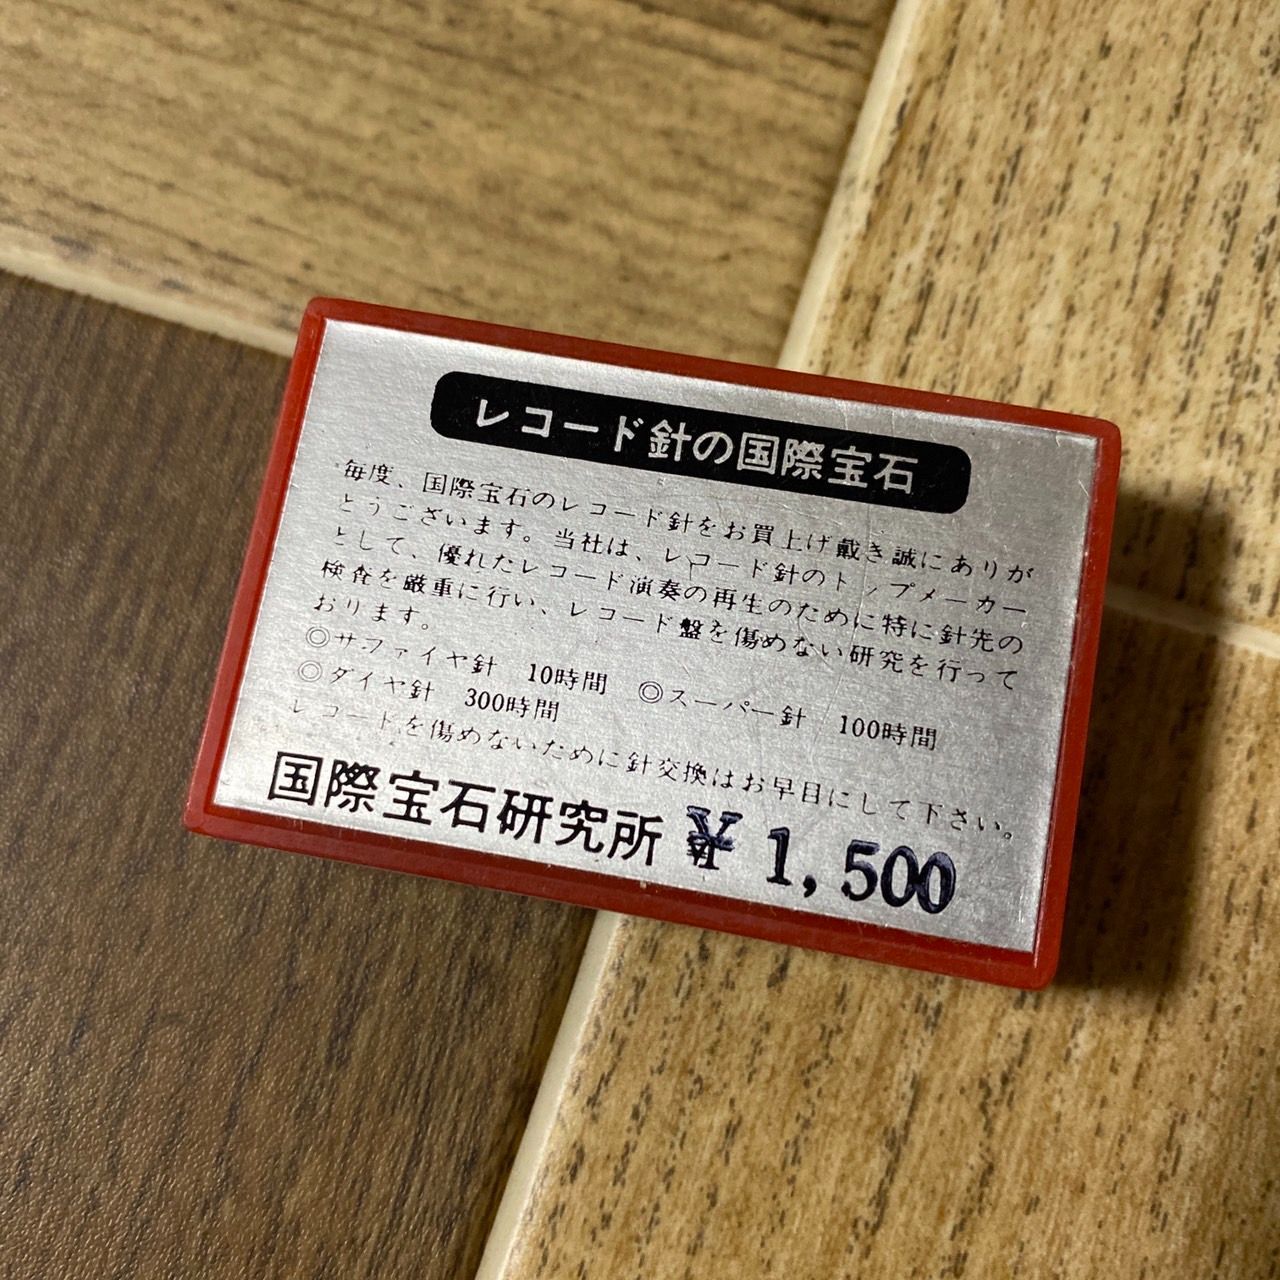 レコード針の国際宝石
毎度、国際宝石のレコード針をお買上げ戴き誠にありが
とうございます。当社は、レコード針のトップメーカー
として、優れたレコード演奏の再生のために特に針先の
検査を厳重に行い、レコード盤を傷めない研究を行って
おります。
◎サファイヤ針 10時間 ◎スーパー針 100時間
◎ダイヤ針 300時間
レコードを傷めないために針交換はお早目にして下さい。
国際宝石研究所 ¥1,500